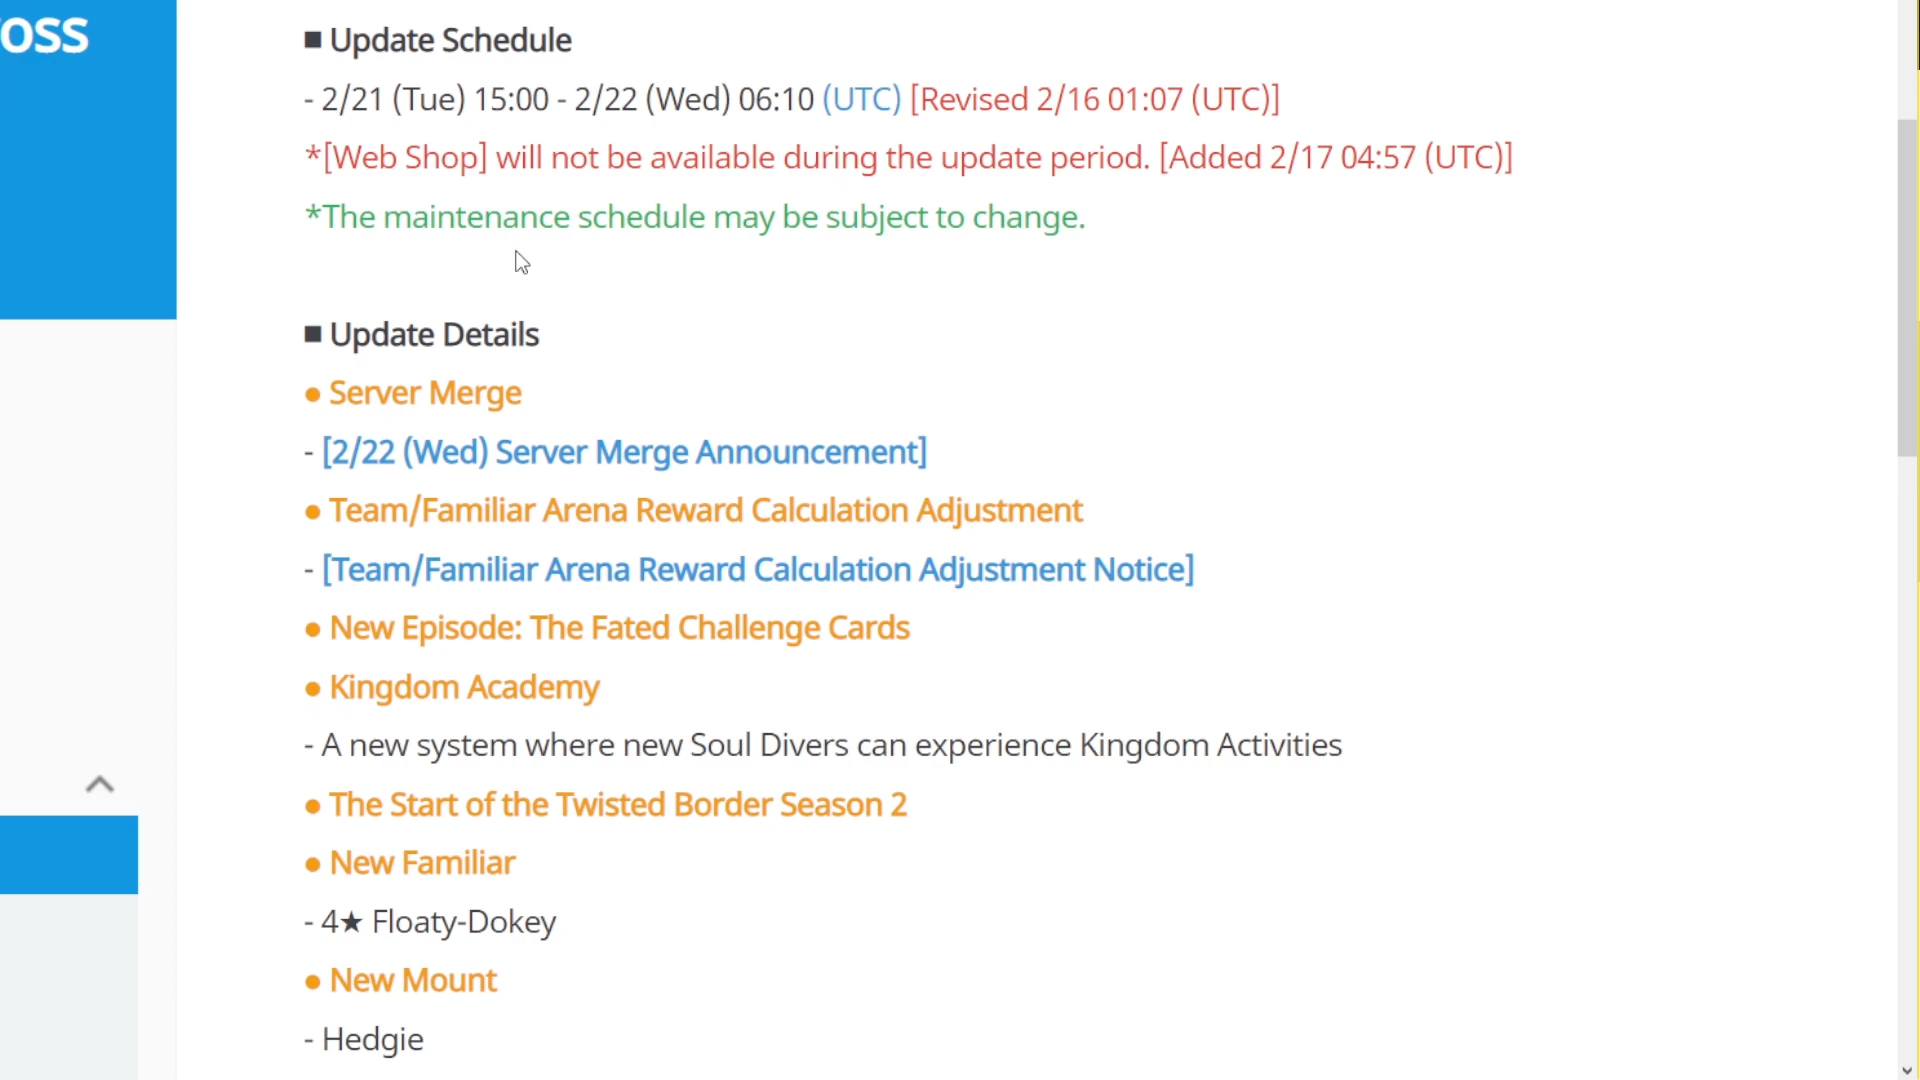 oss
■ Update Schedule
- 2/21 (Tue) 15:00 - 2/22 (Wed) 06:10 (UTC) [Revised 2/16 01:07 (UTC)]
*[Web Shop] will not be available during the update period. [Added 2/17 04:57 (UTC)]
*The maintenance schedule may be subject to change.
■ Update Details
● Server Merge
- [2/22 (Wed) Server Merge Announcement]
● Team/Familiar Arena Reward Calculation Adjustment
- [Team/Familiar Arena Reward Calculation Adjustment Notice]
● New Episode: The Fated Challenge Cards
● Kingdom Academy
- A new system where new Soul Divers can experience Kingdom Activities
● The Start of the Twisted Border Season 2
● New Familiar
- 4★ Floaty-Dokey
● New Mount
- Hedgie